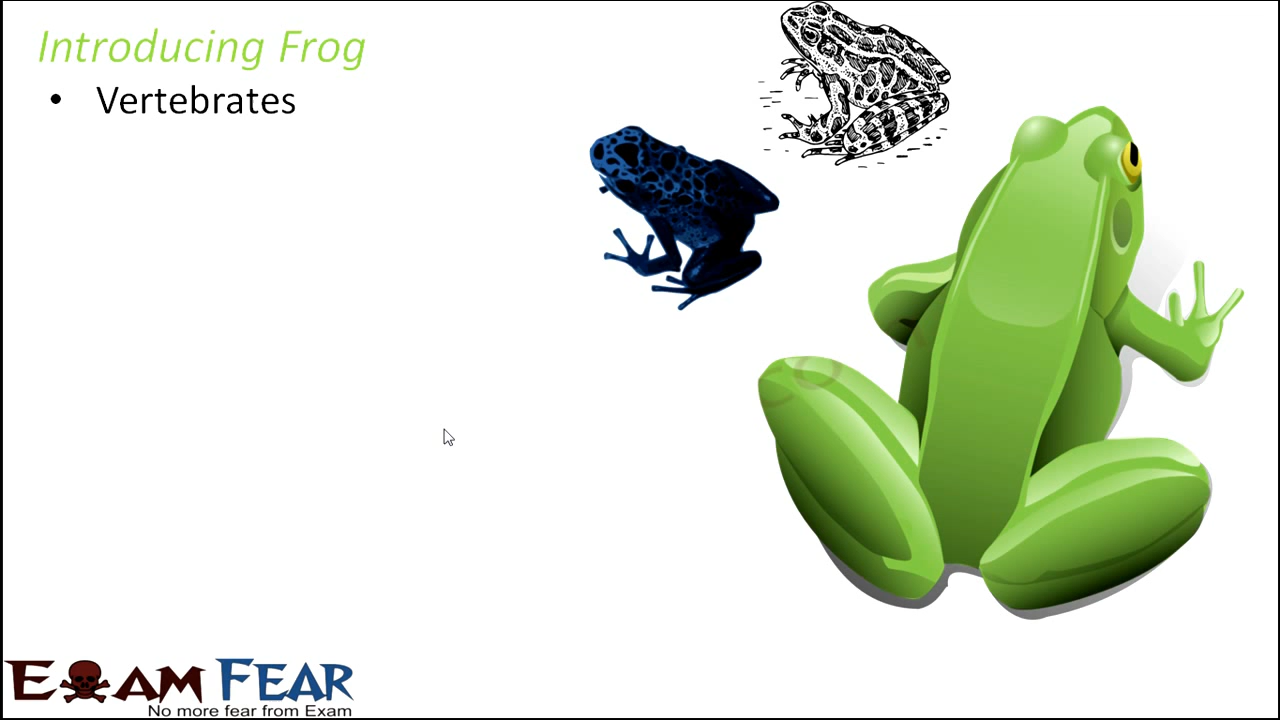 Introducing Frog
• Vertebrates
EXAM FEAR
No more fear from Exam